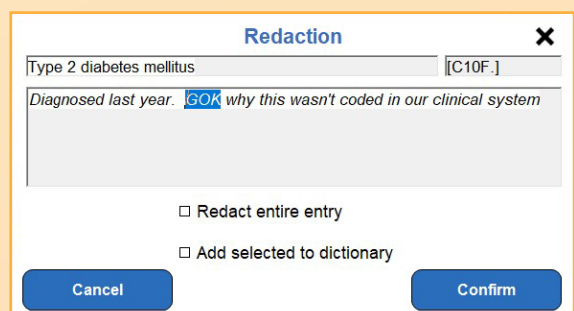 Redaction
Type 2 diabetes mellitus [C10F.]
Diagnosed last year. GOK why this wasn't coded in our clinical system
Redact entire entry
Add selected to dictionary
Cancel Confirm